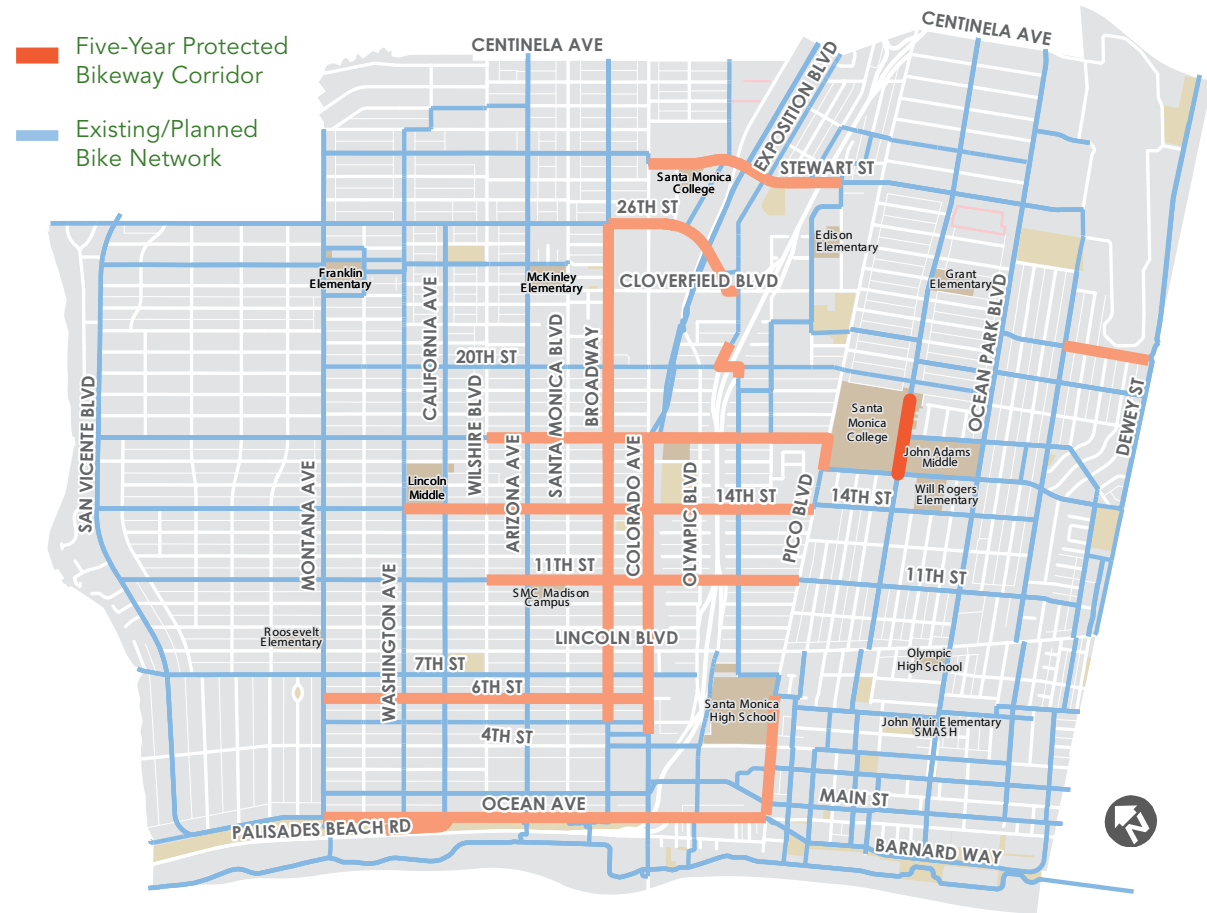 Five-Year Protected
Bikeway Corridor
Existing/Planned
Bike Network
CENTINELA AVE
CENTINELA AVE
EXPOSITION BLVD
STEWART ST
Santa Monica
College
26TH ST
Edison
Elementary
Franklin
Elementary
McKinley
Elementary
CLOVERFIELD BLVD
Grant
Elementary
CALIFORNIA AVE
SANTA MONICA BLVD
BROADWAY
OCEAN PARK BLVD
20TH ST
SAN VICENTE BLVD
WILSHIRE BLVD
DEWEY ST
Santa
Monica
College
John Adams
Middle
MONTANA AVE
ARIZONA AVE
COLORADO AVE
OLYMPIC BLVD
PICO BLVD
Lincoln
Middle
14TH ST
14TH ST
Will Rogers
Elementary
11TH ST
11TH ST
WASHINGTON AVE
SMC Madison
Campus
Roosevelt
Elementary
LINCOLN BLVD
Olympic
High School
7TH ST
6TH ST
Santa Monica
High School
John Muir Elementary
SMASH
4TH ST
OCEAN AVE
MAIN ST
PALISADES BEACH RD
BARNARD WAY
N